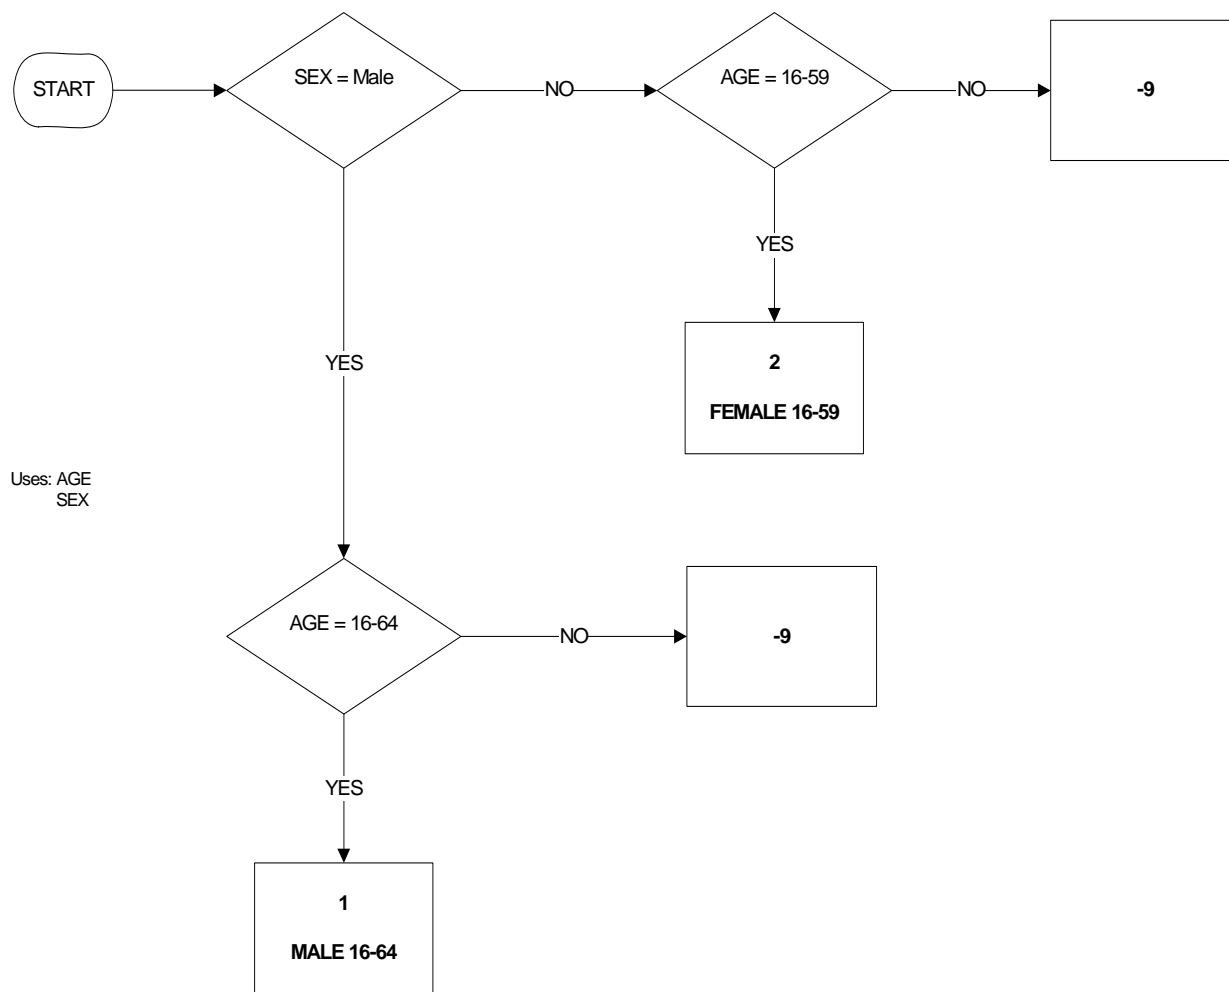 START
SEX = Male
NO
AGE = 16-59
NO
-9
YES
2
FEMALE 16-59
YES
Uses: AGE
SEX
AGE = 16-64
NO
-9
YES
1
MALE 16-64